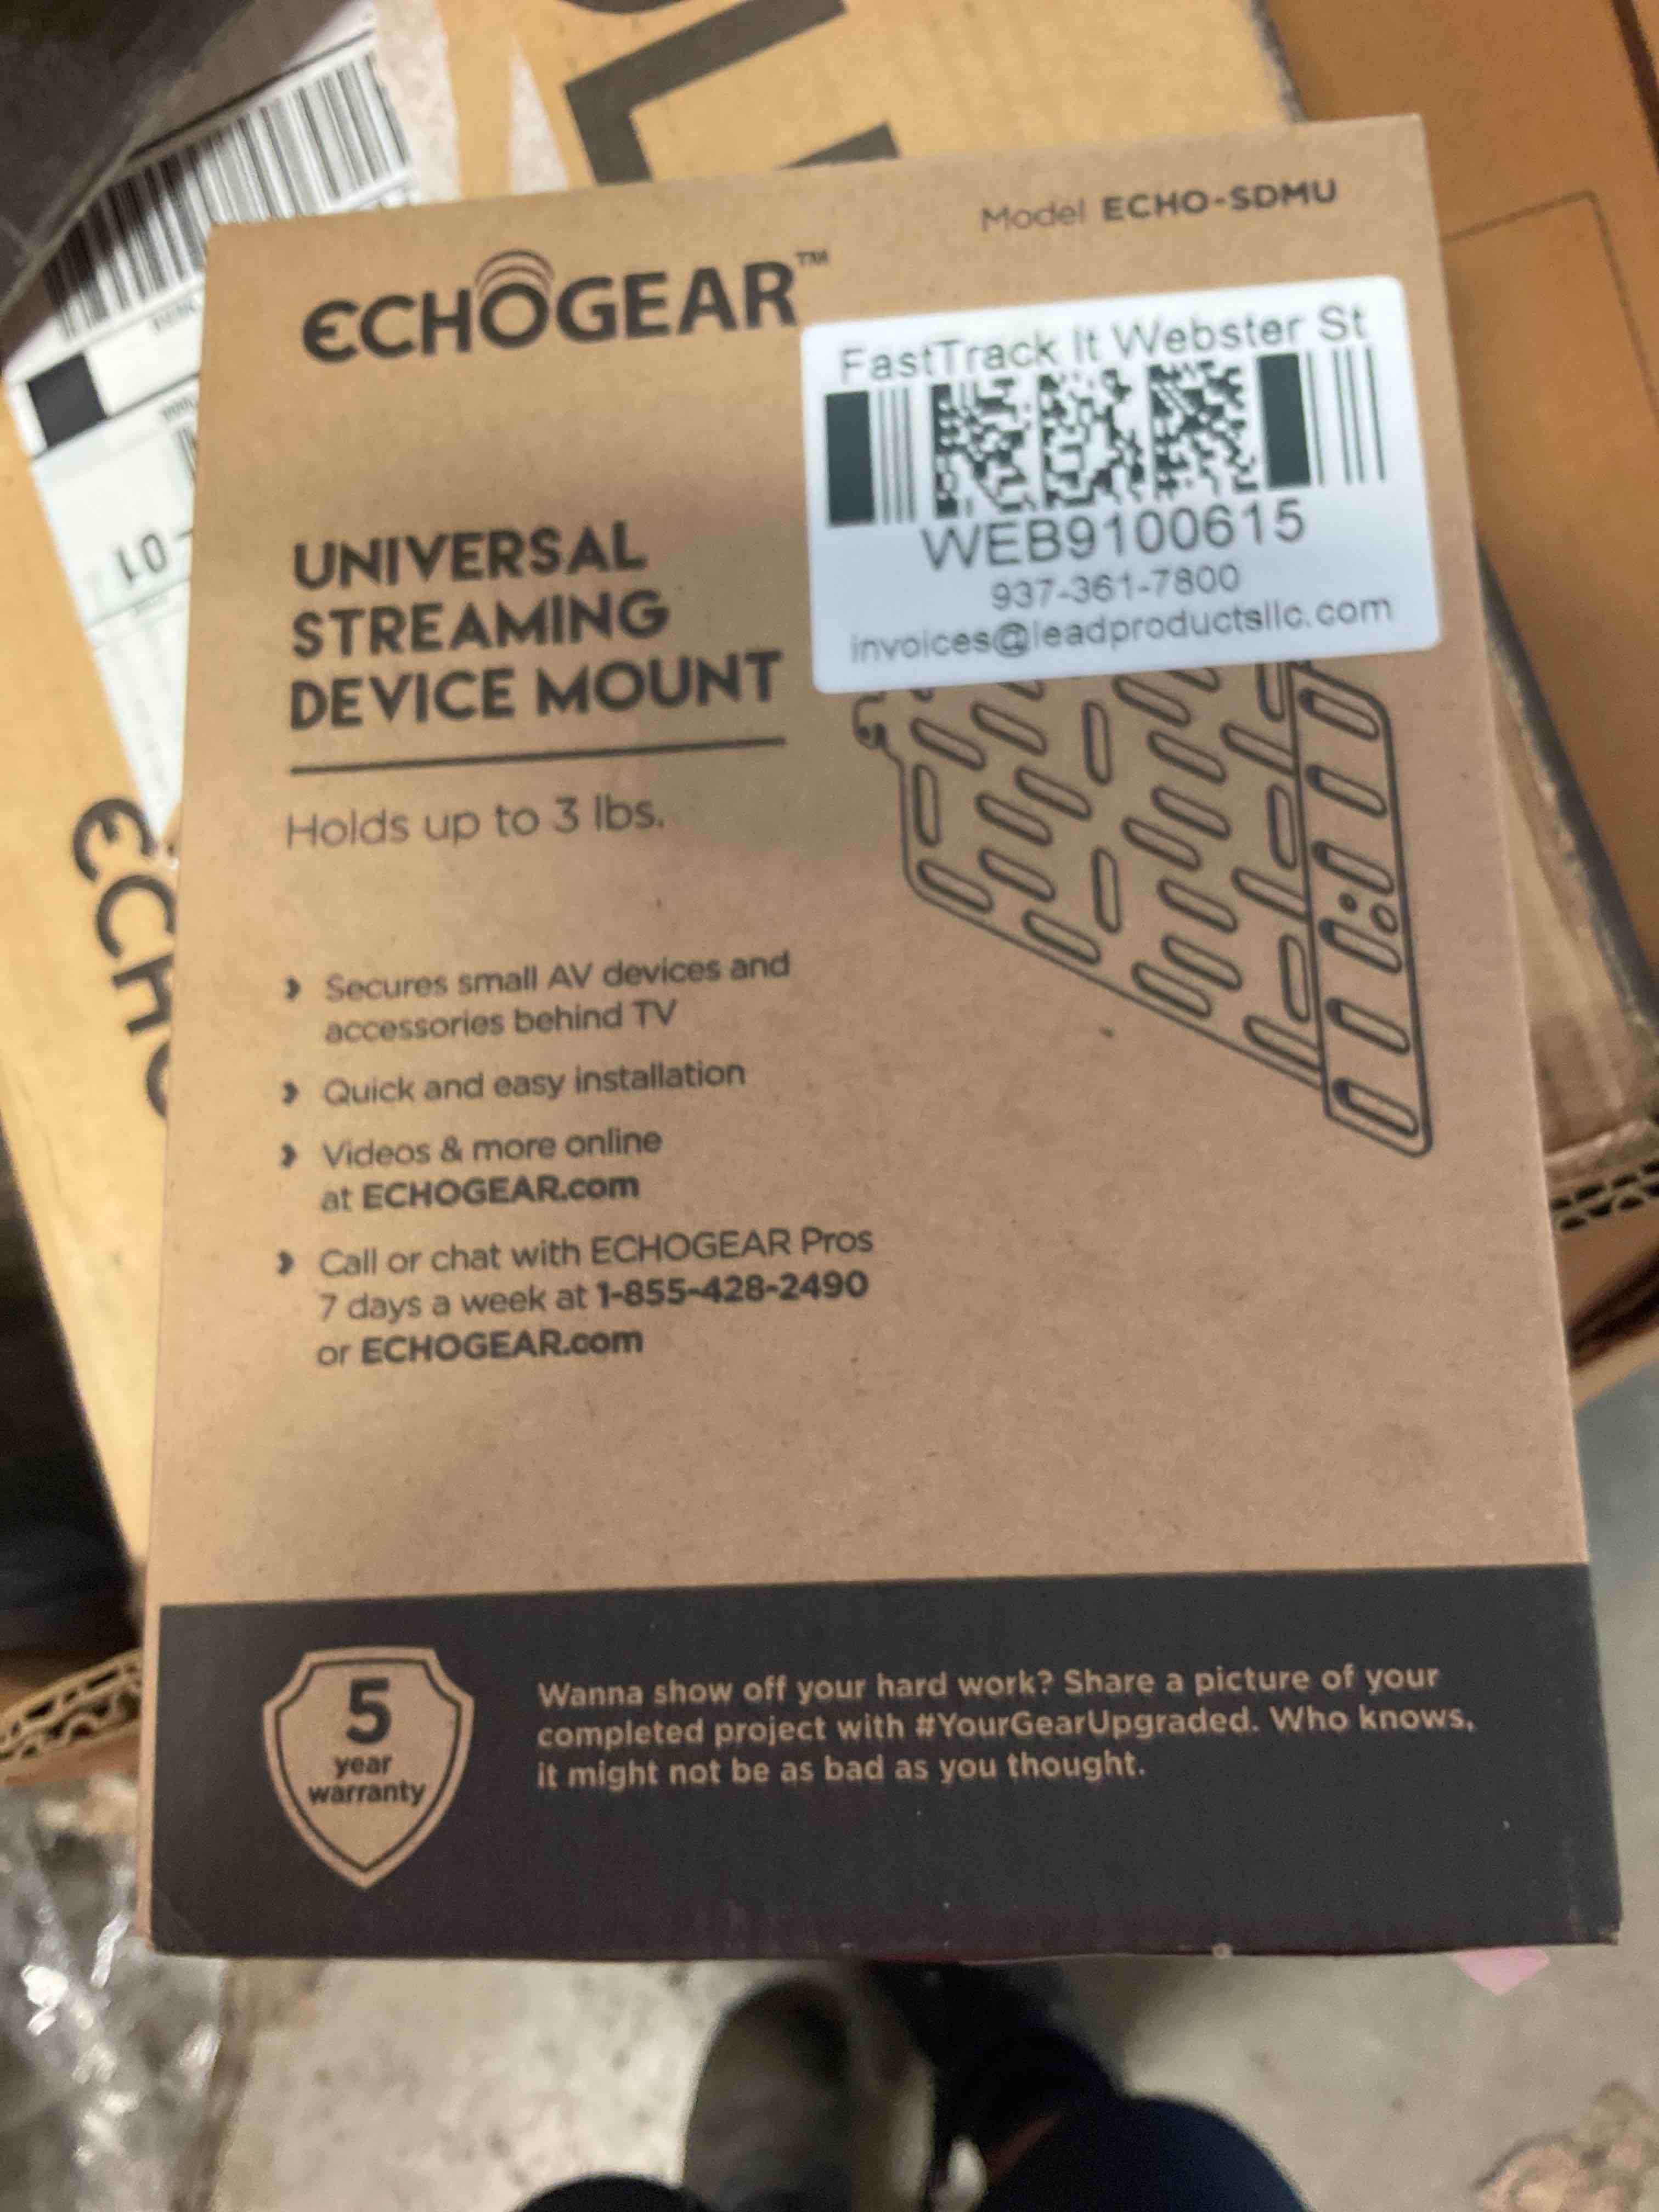 Model ECHO-SDMU
ECHOGEAR™
FastTrack It Webster St
WEB9100615
937-361-7800
invoices@leadproductsllc.com
UNIVERSAL
STREAMING
DEVICE MOUNT
Holds up to 3 lbs.
› Secures small AV devices and
accessories behind TV
› Quick and easy installation
› Videos & more online
at ECHOGEAR.com
› Call or chat with ECHOGEAR Pros
7 days a week at 1-855-428-2490
or ECHOGEAR.com
5
year
warranty
Wanna show off your hard work? Share a picture of your
completed project with #YourGearUpgraded. Who knows,
it might not be as bad as you thought.
ECHO
- 01